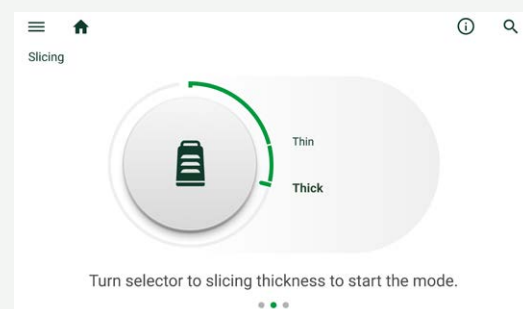 Slicing
Thin
Thick
Turn selector to slicing thickness to start the mode.